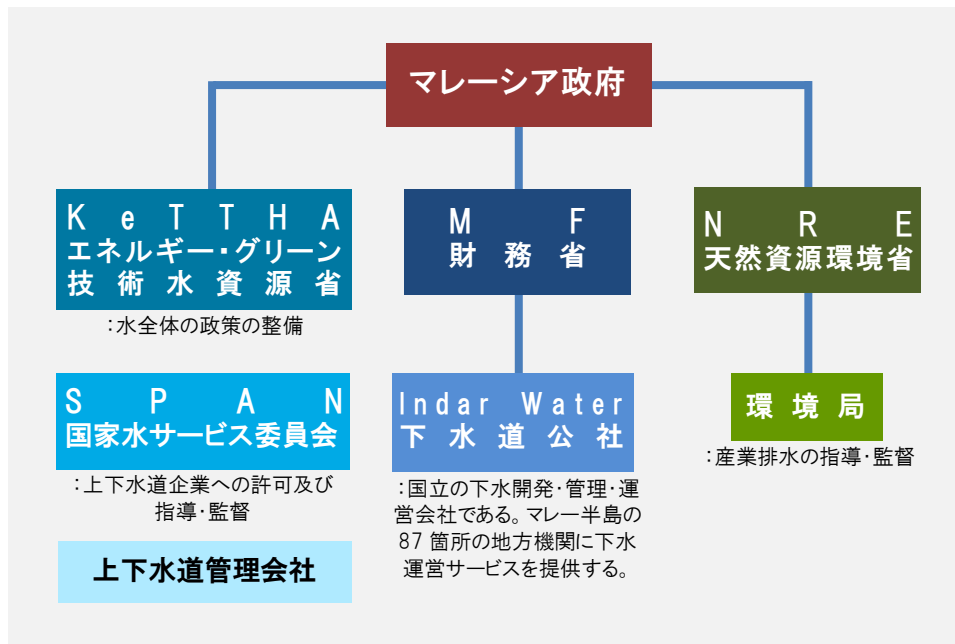 マレーシア政府
KeTTHA
エネルギー・グリーン
技術水資源省
:水全体の政策の整備
SPAN
国家水サービス委員会
:上下水道企業への許可及び
指導・監督
上下水道管理会社
MF
財務省
Indar Water
下水道公社
:国立の下水開発・管理・運
営会社である。マレー半島の
87箇所の地方機関に下水
運営サービスを提供する。
NRE
天然資源環境省
環境局
:産業排水の指導・監督